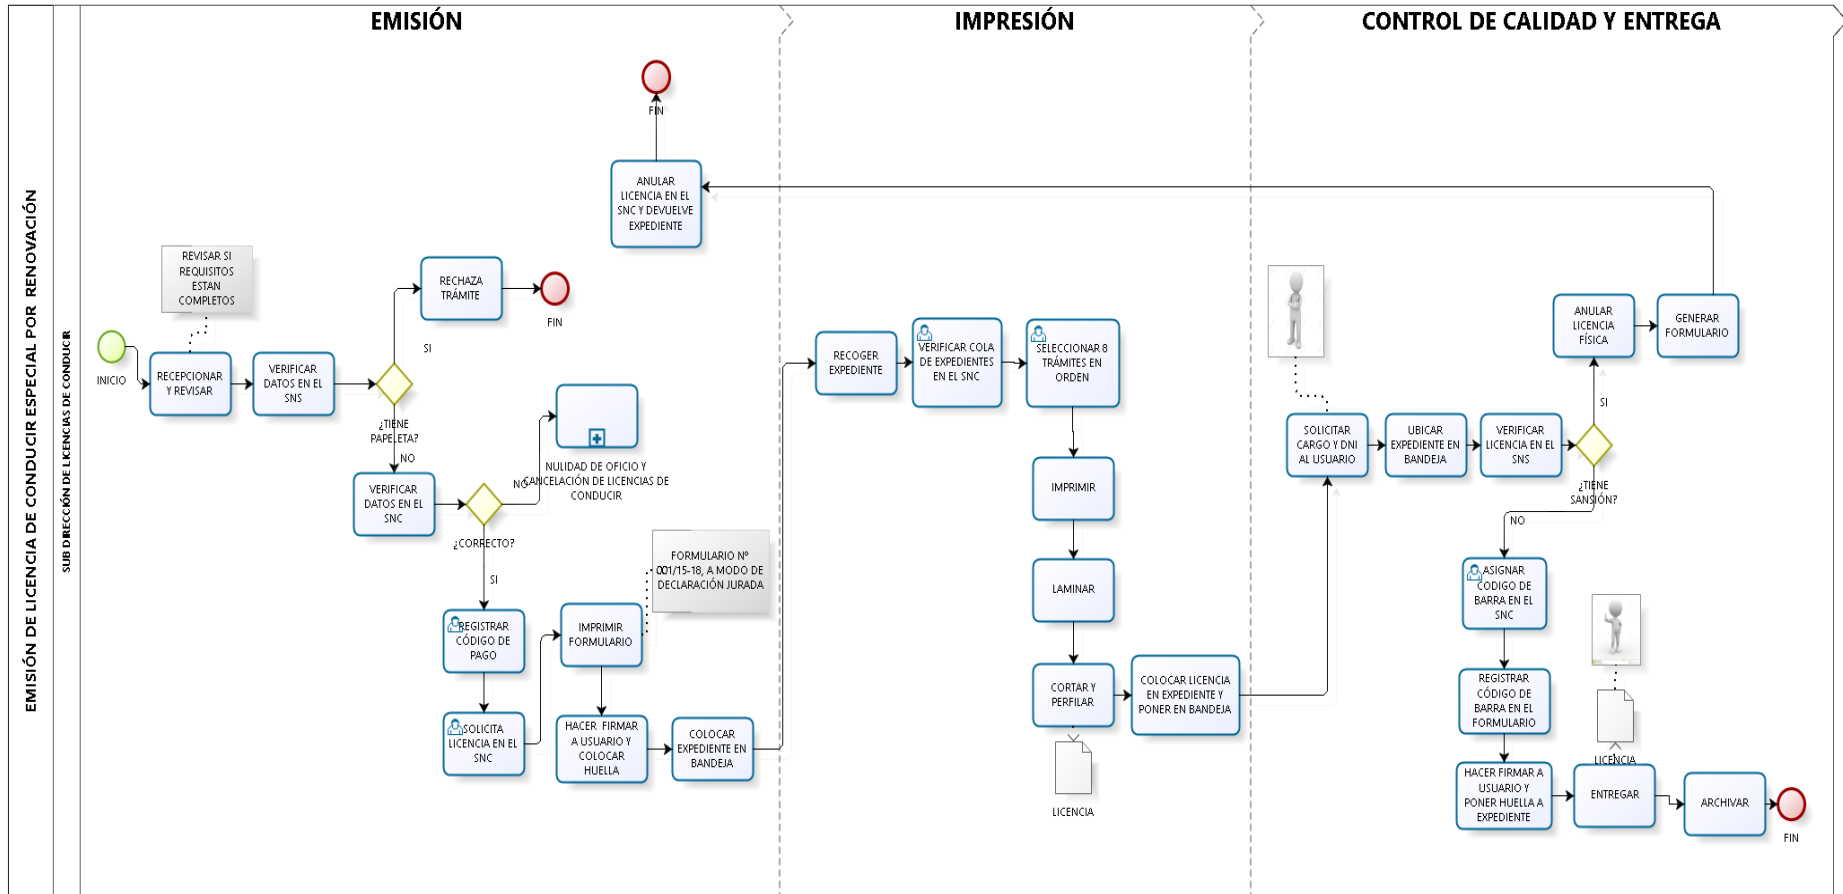 EMISIÓN
IMPRESIÓN
CONTROL DE CALIDAD Y ENTREGA
EMISIÓN DE LICENCIA DE CONDUCIR ESPECIAL POR RENOVACIÓN
SUB DIRECCIÓN DE LICENCIAS DE CONDUCIR
FIN
ANULAR
LICENCIA EN EL
SNC Y DEVUELVE
EXPEDIENTE
REVISAR SI
REQUISITOS
ESTAN
COMPLETOS
RECHAZA
TRÁMITE
FIN
SI
INICIO
RECEPCIONAR
Y REVISAR
VERIFICAR
DATOS EN EL
SNS
¿TIENE
PAPELETA?
NO
VERIFICAR
DATOS EN EL
SNC
NO
NULIDAD DE OFICIO Y
CANCELACIÓN DE LICENCIAS DE
CONDUCIR
¿CORRECTO?
SI
FORMULARIO Nº
001/15-18, A MODO DE
DECLARACIÓN JURADA
REGISTRAR
CÓDIGO DE
PAGO
IMPRIMIR
FORMULARIO
SOLICITA
LICENCIA EN EL
SNC
HACER FIRMAR
A USUARIO Y
COLOCAR
HUELLA
COLOCAR
EXPEDIENTE EN
BANDEJA
RECOGER
EXPEDIENTE
VERIFICAR COLA
DE EXPEDIENTES
EN EL SNC
SELECCIONAR 8
TRÁMITES EN
ORDEN
IMPRIMIR
LAMINAR
CORTAR Y
PERFILAR
COLOCAR LICENCIA
EN EXPEDIENTE Y
PONER EN BANDEJA
LICENCIA
ANULAR
LICENCIA
FÍSICA
GENERAR
FORMULARIO
SI
SOLICITAR
CARGO Y DNI
AL USUARIO
UBICAR
EXPEDIENTE EN
BANDEJA
VERIFICAR
LICENCIA EN EL
SNS
¿TIENE
SANSIÓN?
NO
ASIGNAR
CODIGO DE
BARRA EN EL
SNC
REGISTRAR
CÓDIGO DE
BARRA EN EL
FORMULARIO
LICENCIA
HACER FIRMAR A
USUARIO Y
PONER HUELLA A
EXPEDIENTE
ENTREGAR
ARCHIVAR
FIN